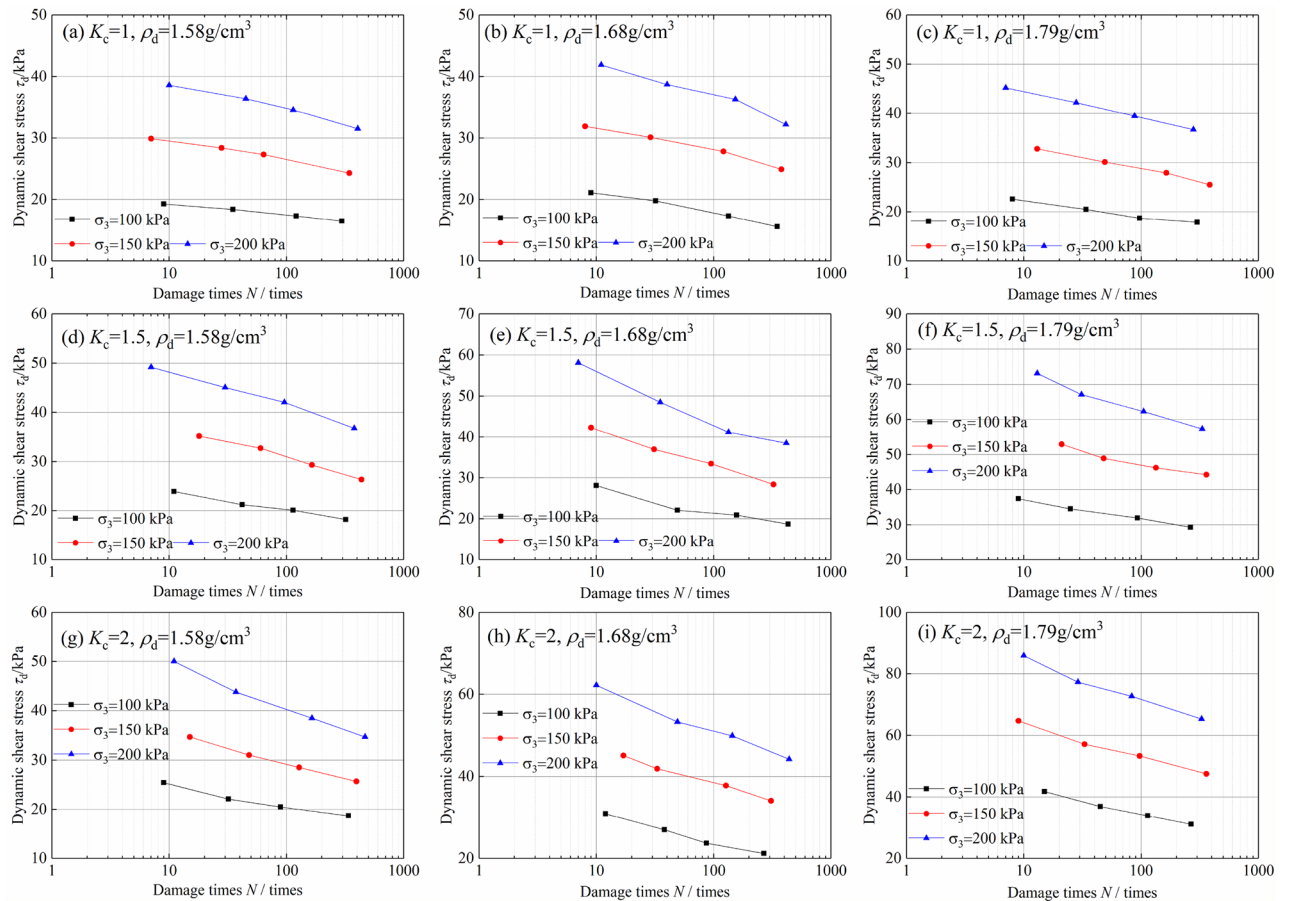 (a) Kc=1, ρd=1.58g/cm³
Dynamic shear stress τd/kPa
50
40
30
20
10
σ3=100 kPa
σ3=150 kPa
σ3=200 kPa
1 10 100 1000
Damage times N / times
(b) Kc=1, ρd=1.68g/cm³
Dynamic shear stress τd/kPa
50
40
30
20
10
σ3=100 kPa
σ3=150 kPa
σ3=200 kPa
1 10 100 1000
Damage times N / times
(c) Kc=1, ρd=1.79g/cm³
Dynamic shear stress τd/kPa
60
50
40
30
20
10
σ3=100 kPa
σ3=150 kPa
σ3=200 kPa
1 10 100 1000
Damage times N / times
(d) Kc=1.5, ρd=1.58g/cm³
Dynamic shear stress τd/kPa
60
50
40
30
20
10
σ3=100 kPa
σ3=150 kPa
σ3=200 kPa
1 10 100 1000
Damage times N / times
(e) Kc=1.5, ρd=1.68g/cm³
Dynamic shear stress τd/kPa
70
60
50
40
30
20
10
σ3=100 kPa
σ3=150 kPa
σ3=200 kPa
1 10 100 1000
Damage times N / times
(f) Kc=1.5, ρd=1.79g/cm³
Dynamic shear stress τd/kPa
90
80
70
60
50
40
30
20
σ3=100 kPa
σ3=150 kPa
σ3=200 kPa
1 10 100 1000
Damage times N / times
(g) Kc=2, ρd=1.58g/cm³
Dynamic shear stress τd/kPa
60
50
40
30
20
10
σ3=100 kPa
σ3=150 kPa
σ3=200 kPa
1 10 100 1000
Damage times N / times
(h) Kc=2, ρd=1.68g/cm³
Dynamic shear stress τd/kPa
80
60
40
20
σ3=100 kPa
σ3=150 kPa
σ3=200 kPa
1 10 100 1000
Damage times N / times
(i) Kc=2, ρd=1.79g/cm³
Dynamic shear stress τd/kPa
100
80
60
40
20
σ3=100 kPa
σ3=150 kPa
σ3=200 kPa
1 10 100 1000
Damage times N / times